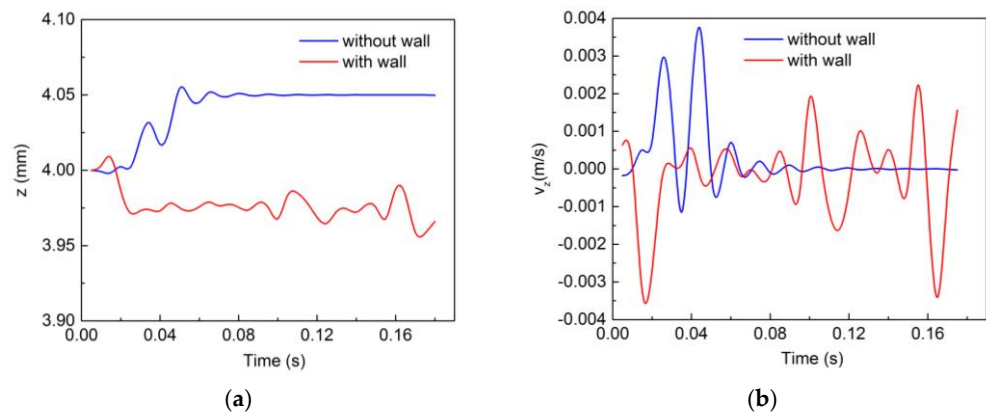 4.10
4.05
4.00
3.95
3.90
z (mm)
without wall
with wall
0.00 0.04 0.08 0.12 0.16
Time (s)
(a)
0.004
0.003
0.002
0.001
0.000
-0.001
-0.002
-0.003
-0.004
vz(m/s)
without wall
with wall
0.00 0.04 0.08 0.12 0.16
Time (s)
(b)